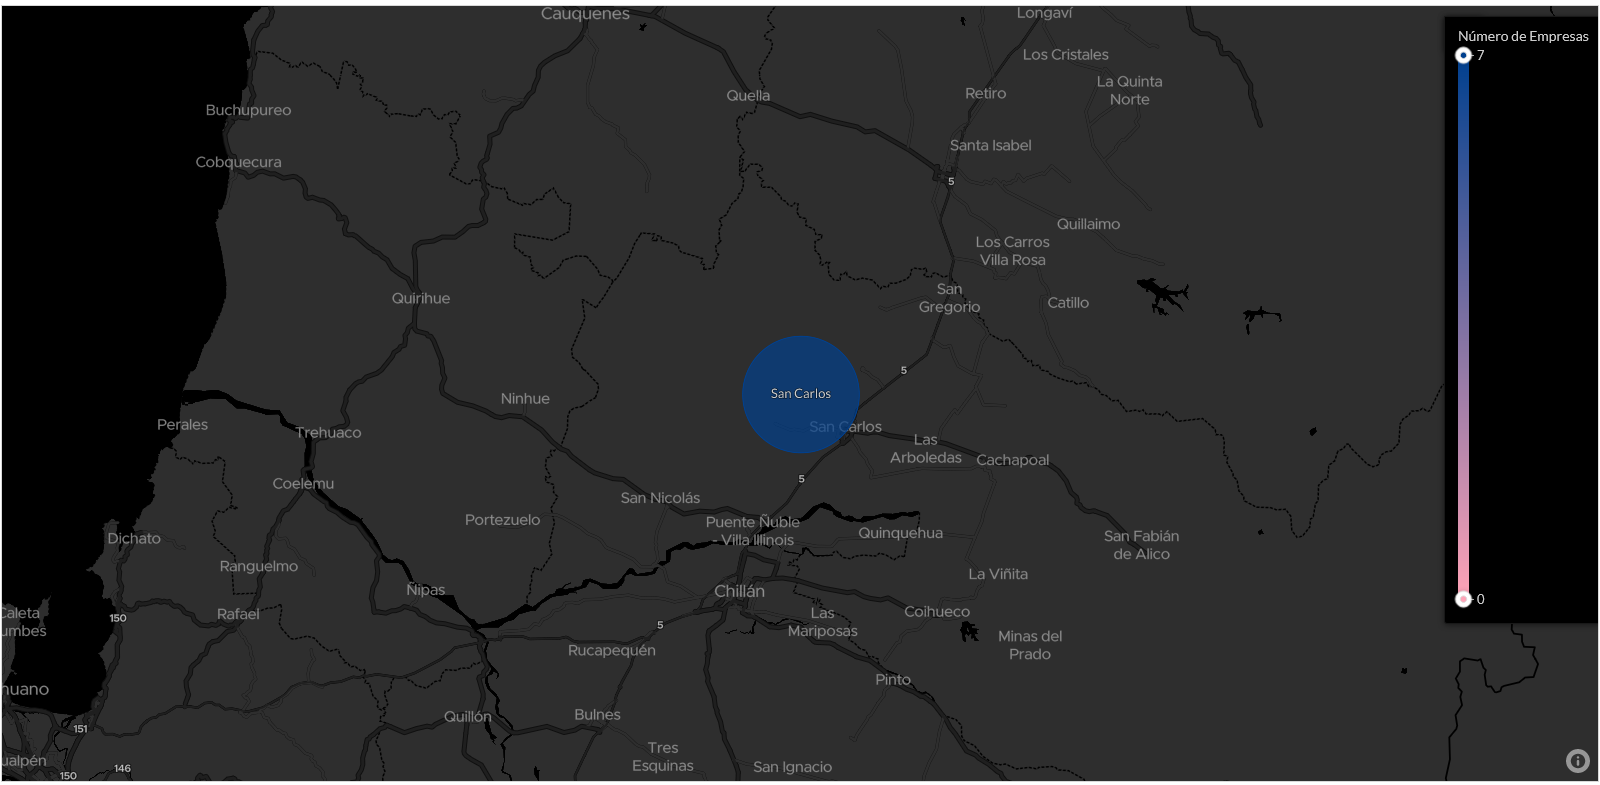 Cauquenes
Longaví
Número de Empresas
Los Cristales
7
La Quinta
Norte
Quella
Retiro
Buchupureo
Santa Isabel
Cobquecura
5
Quillaimo
Los Carros
Villa Rosa
San
Gregorio
Quirihue
Catillo
5
San Carlos
Ninhue
Perales
San Carlos
Trehuaco
Las
Arboledas
Cachapoal
5
Coelemu
San Nicolás
Portezuelo
Puente Ñuble
- Villa Illinois
Quinquehua
Dichato
San Fabián
de Alico
Ranguelmo
La Viñita
Ñipas
Chillán
0
Caleta
umbes
Rafael
150
Las
Mariposas
Coihueco
5
Minas del
Prado
Rucapequén
Pinto
huano
Quillón
Bulnes
151
Tres
Esquinas
ualpén
146
150
San Ignacio